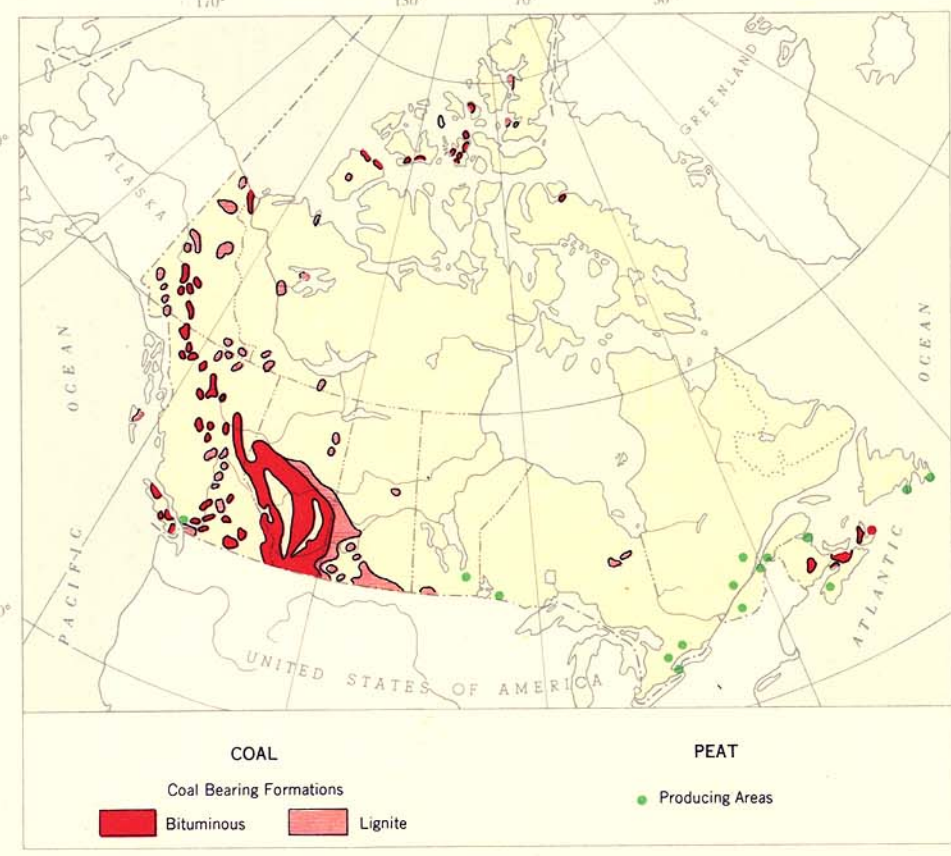 170°
150°
70°
50°
GREENLAND
ALASKA
OCEAN
OCEAN
PACIFIC
ATLANTIC
UNITED STATES OF AMERICA
COAL
PEAT
Coal Bearing Formations
Producing Areas
Bituminous
Lignite